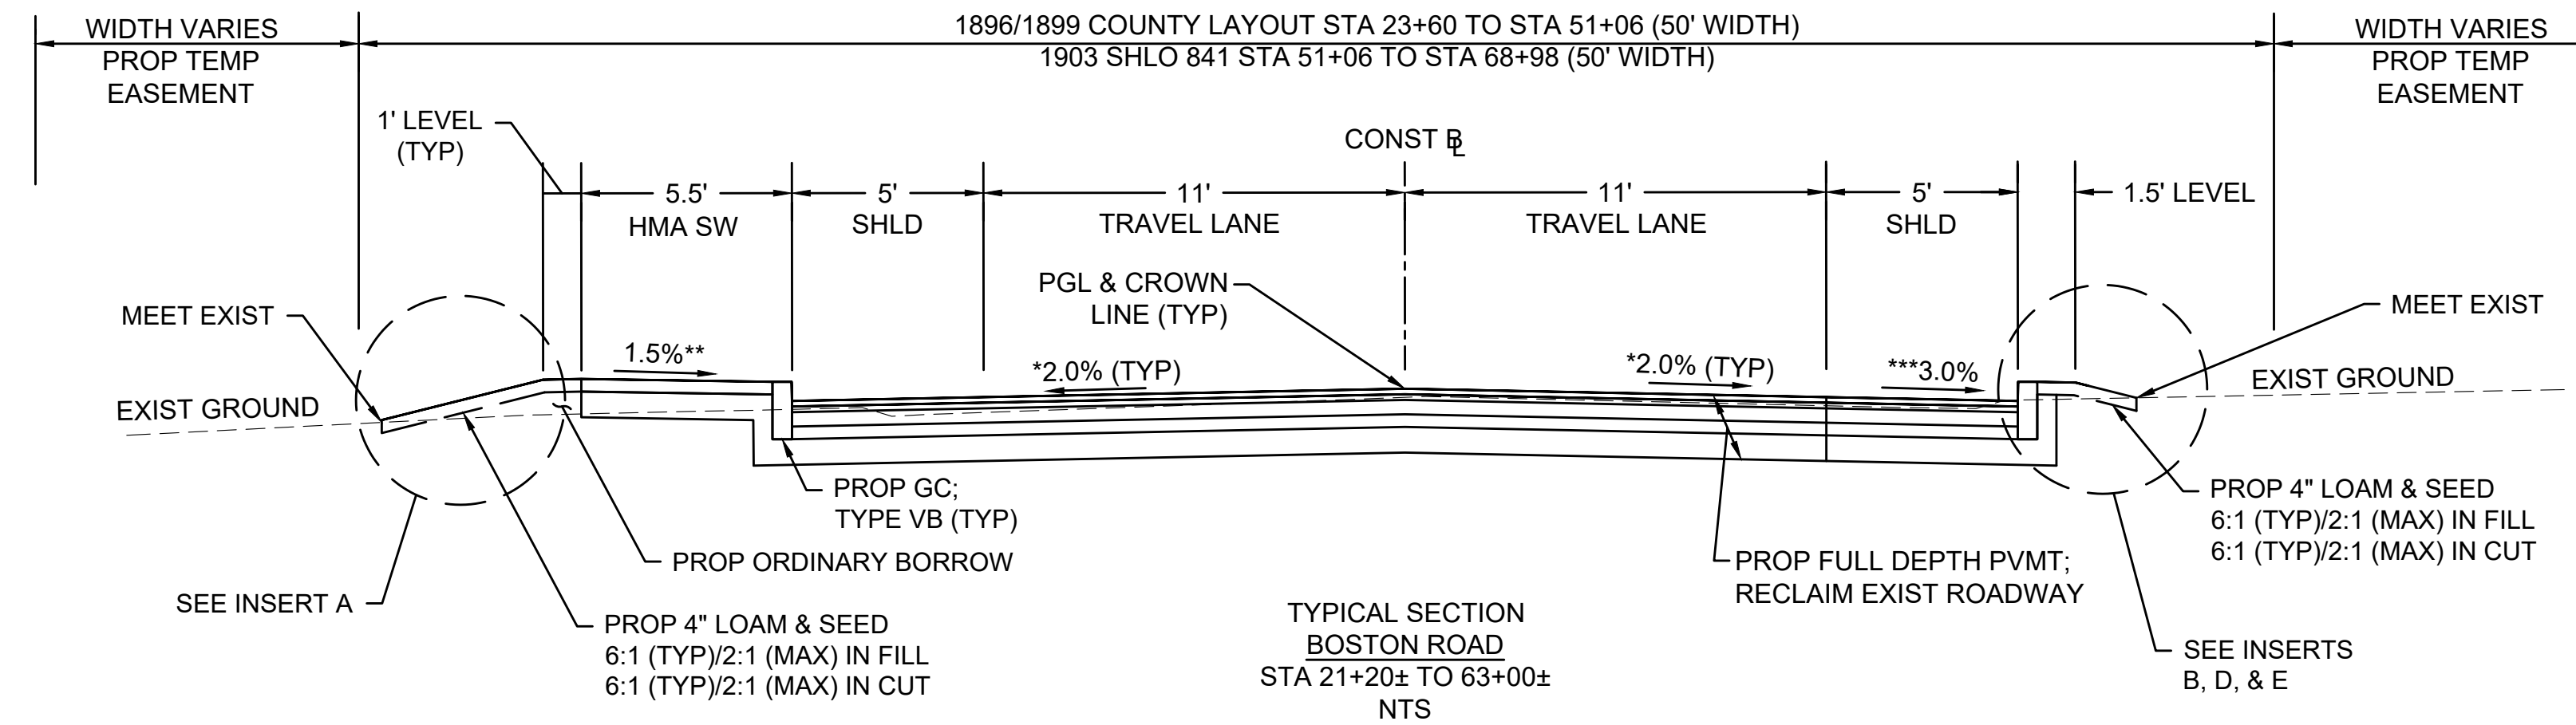 WIDTH VARIES
PROP TEMP
EASEMENT
1896/1899 COUNTY LAYOUT STA 23+60 TO STA 51+06 (50' WIDTH)
1903 SHLO 841 STA 51+06 TO STA 68+98 (50' WIDTH)
WIDTH VARIES
PROP TEMP
EASEMENT
1' LEVEL
(TYP)
CONST BL
5.5'
HMA SW
5'
SHLD
11'
TRAVEL LANE
11'
TRAVEL LANE
5'
SHLD
1.5' LEVEL
PGL & CROWN
LINE (TYP)
MEET EXIST
MEET EXIST
1.5%**
*2.0% (TYP)
*2.0% (TYP)
***3.0%
EXIST GROUND
EXIST GROUND
PROP GC;
TYPE VB (TYP)
PROP ORDINARY BORROW
SEE INSERT A
PROP 4" LOAM & SEED
6:1 (TYP)/2:1 (MAX) IN FILL
6:1 (TYP)/2:1 (MAX) IN CUT
PROP FULL DEPTH PVMT;
RECLAIM EXIST ROADWAY
PROP 4" LOAM & SEED
6:1 (TYP)/2:1 (MAX) IN FILL
6:1 (TYP)/2:1 (MAX) IN CUT
SEE INSERTS
B, D, & E
TYPICAL SECTION
BOSTON ROAD
STA 21+20± TO 63+00±
NTS